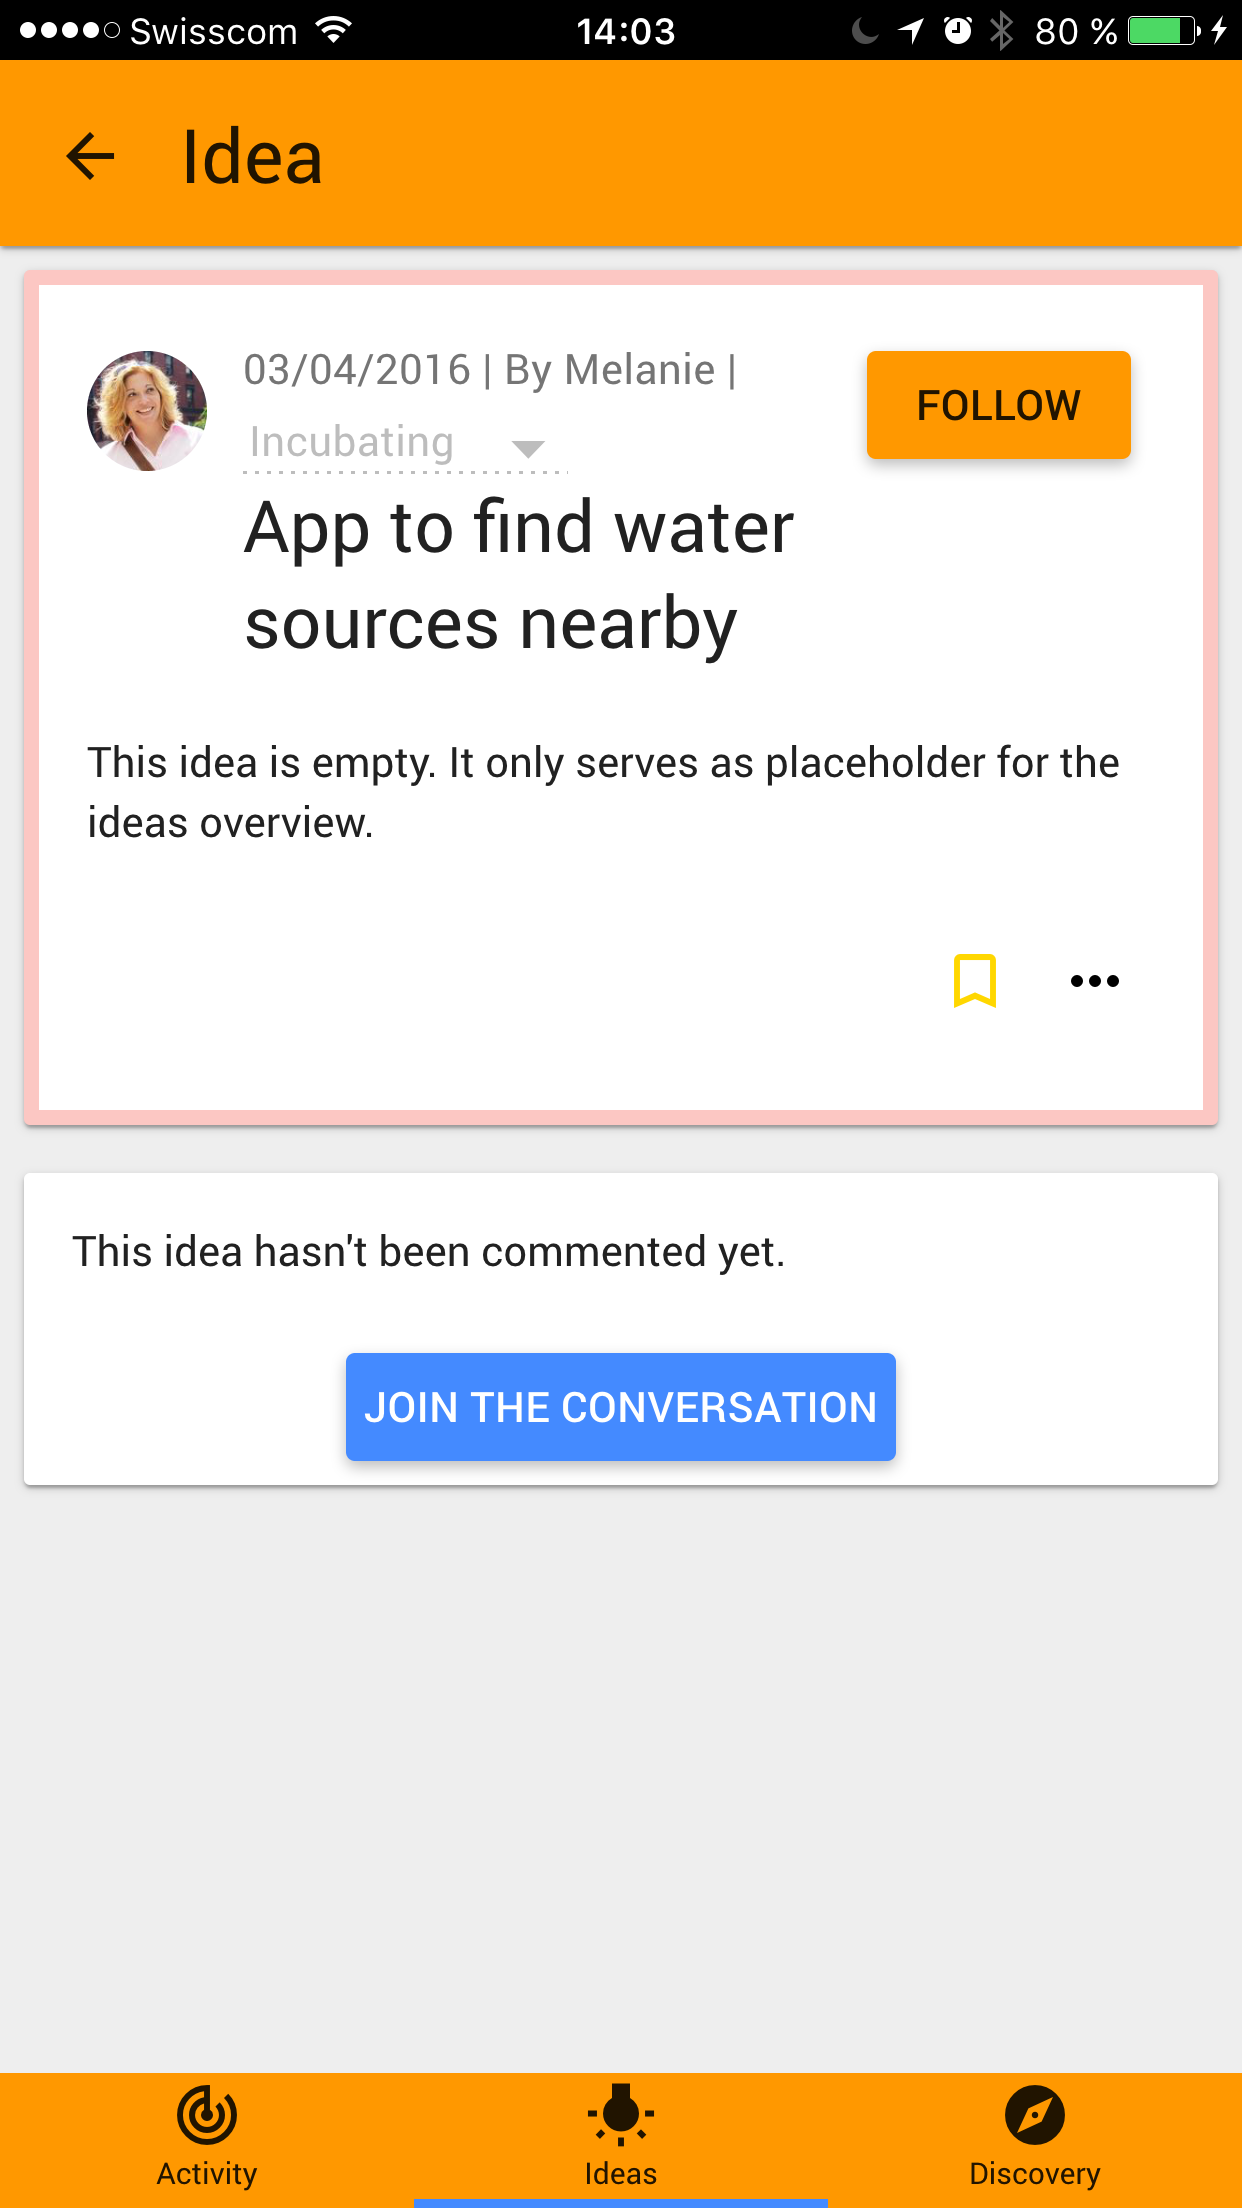 Swisscom 14:03 80 %
Idea
03/04/2016 | By Melanie |
FOLLOW
Incubating
App to find water
sources nearby
This idea is empty. It only serves as placeholder for the
ideas overview.
This idea hasn't been commented yet.
JOIN THE CONVERSATION
Activity Ideas Discovery